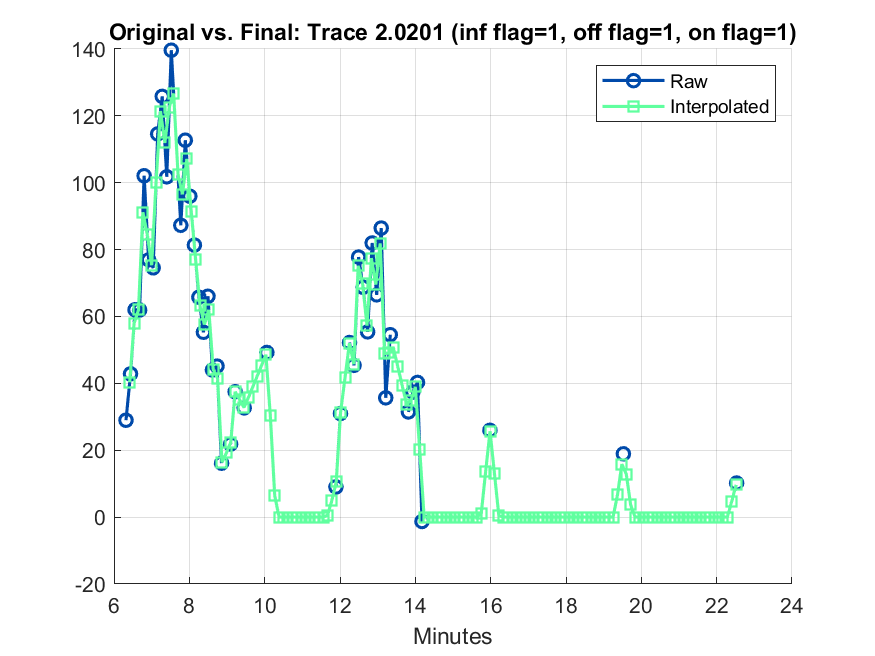 Original vs. Final: Trace 2.0201 (inf flag=1, off flag=1, on flag=1)
140
120
100
80
60
40
20
0
-20
Raw
Interpolated
6 8 10 12 14 16 18 20 22 24
Minutes